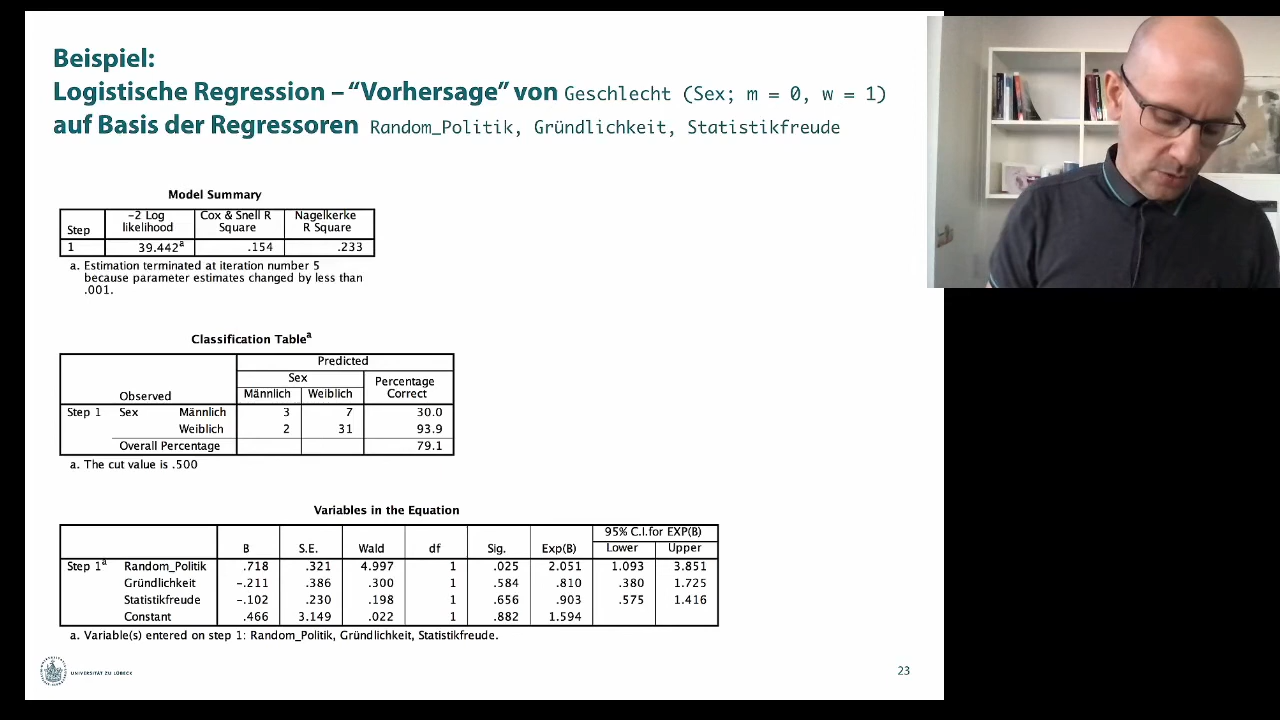 Beispiel:
Logistische Regression – “Vorhersage” von Geschlecht (Sex; m = 0, w = 1)
auf Basis der Regressoren Random_Politik, Gründlichkeit, Statistikfreude
Model Summary
Step -2 Log likelihood Cox & Snell R Square Nagelkerke R Square
1 39.442a .154 .233
a. Estimation terminated at iteration number 5
because parameter estimates changed by less than
.001.
Classification Tablea
Predicted
Sex Percentage Correct
Observed Männlich Weiblich
Step 1 Sex Männlich 3 7 30.0
Weiblich 2 31 93.9
Overall Percentage 79.1
a. The cut value is .500
Variables in the Equation
95% C.I.for EXP(B)
B S.E. Wald df Sig. Exp(B) Lower Upper
Step 1a Random_Politik .718 .321 4.997 1 .025 2.051 1.093 3.851
Gründlichkeit -.211 .386 .300 1 .584 .810 .380 1.725
Statistikfreude -.102 .230 .198 1 .656 .903 .575 1.416
Constant .466 3.149 .022 1 .882 1.594
a. Variable(s) entered on step 1: Random_Politik, Gründlichkeit, Statistikfreude.
UNIVERSITÄT ZU LÜBECK
23